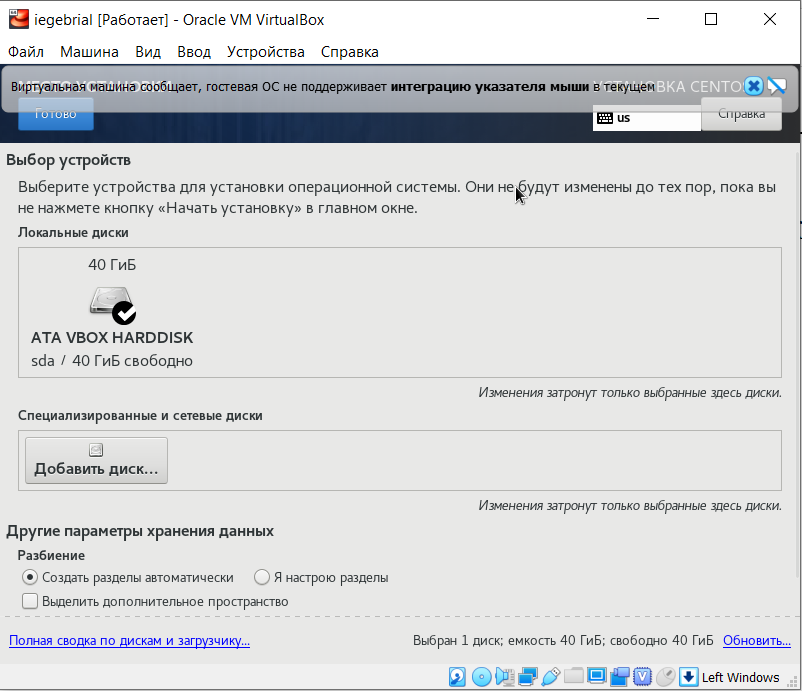 iegebrial [Работает] - Oracle VM VirtualBox
Файл Машина Вид Ввод Устройства Справка
МЕСТО УСТАНОВКИ УСТАНОВКА CENTO
Виртуальная машина сообщает, гостевая ОС не поддерживает интеграцию указателя мыши в текущем
Готово us Справка
Выбор устройств
Выберите устройства для установки операционной системы. Они не будут изменены до тех пор, пока вы
не нажмете кнопку «Начать установку» в главном окне.
Локальные диски
40 ГиБ
ATA VBOX HARDDISK
sda / 40 ГиБ свободно
Изменения затронут только выбранные здесь диски.
Специализированные и сетевые диски
Добавить диск...
Изменения затронут только выбранные здесь диски.
Другие параметры хранения данных
Разбиение
Создать разделы автоматически Я настрою разделы
Выделить дополнительное пространство
Полная сводка по дискам и загрузчику... Выбран 1 диск; емкость 40 ГиБ; свободно 40 ГиБ Обновить...
Left Windows